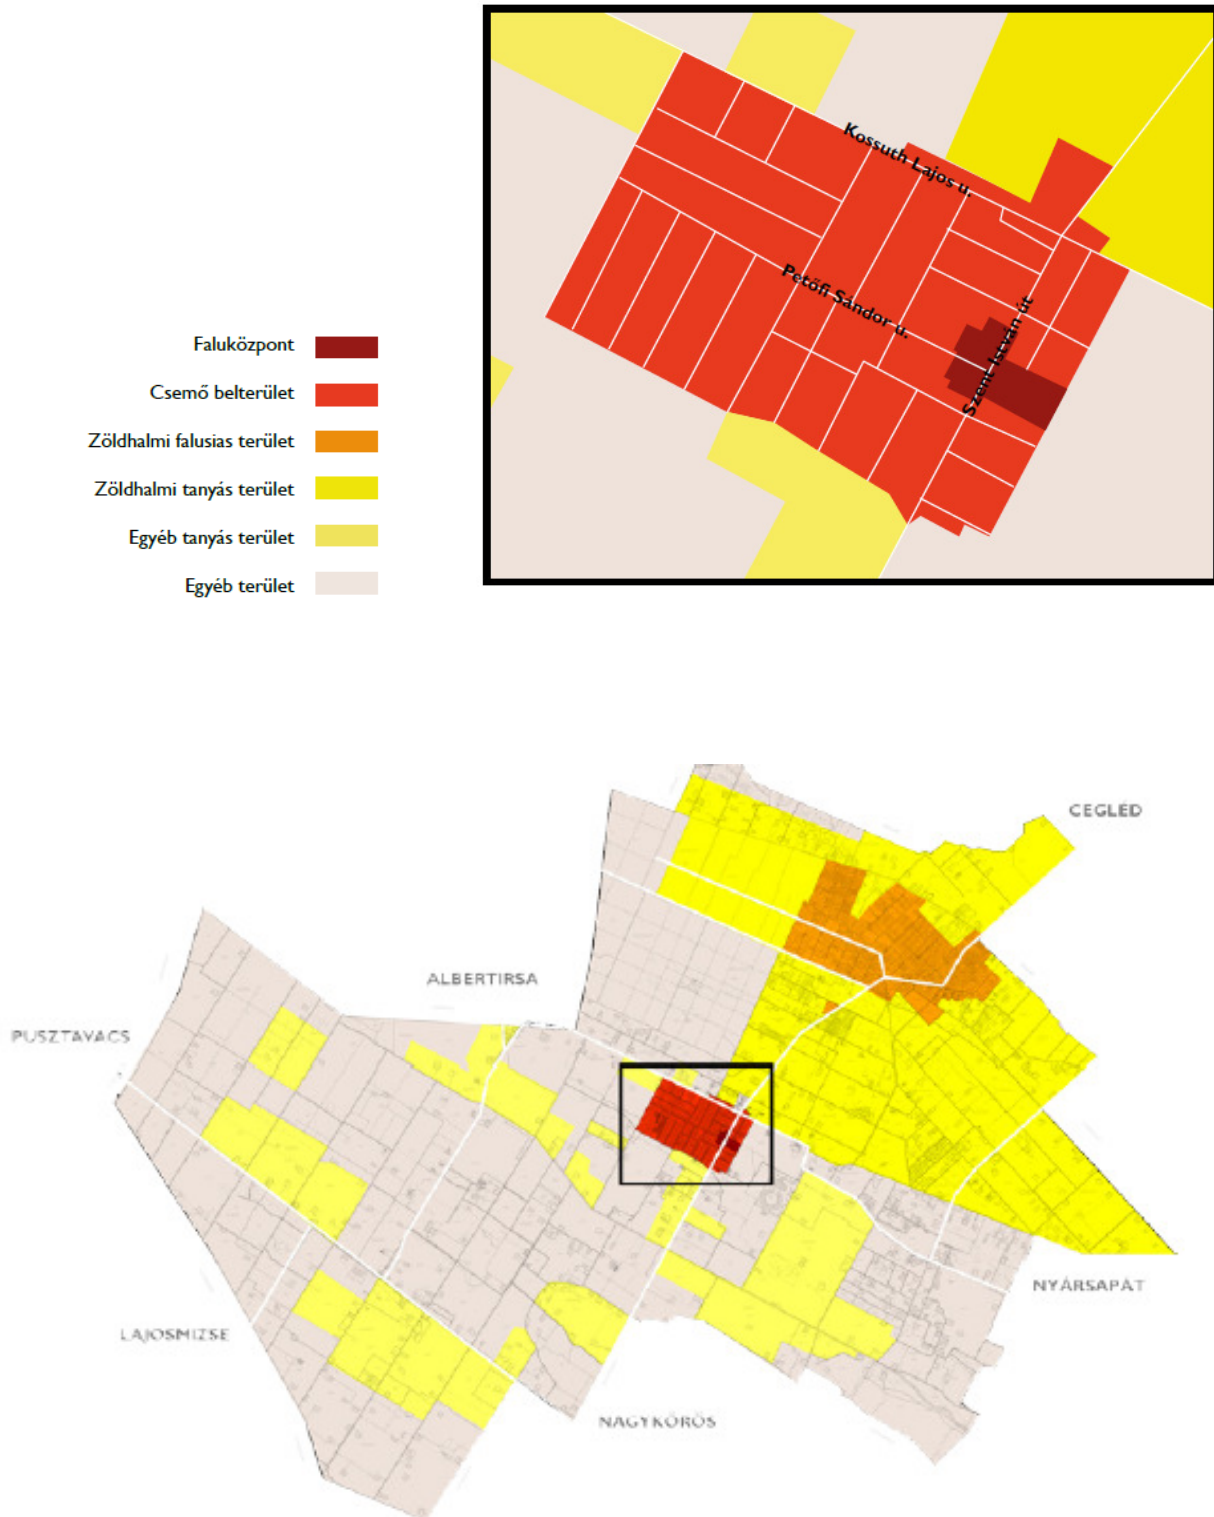 Kossuth Lajos u.
Petőfi Sándor u.
Szent István út
Faluközpont
Csemő belterület
Zöldhalmi falusias terület
Zöldhalmi tanyás terület
Egyéb tanyás terület
Egyéb terület
CEGLÉD
ALBERTIRSA
PUSZTAVACS
NYÁRSAPÁT
LAJOSMIZSE
NAGYKŐRÖS